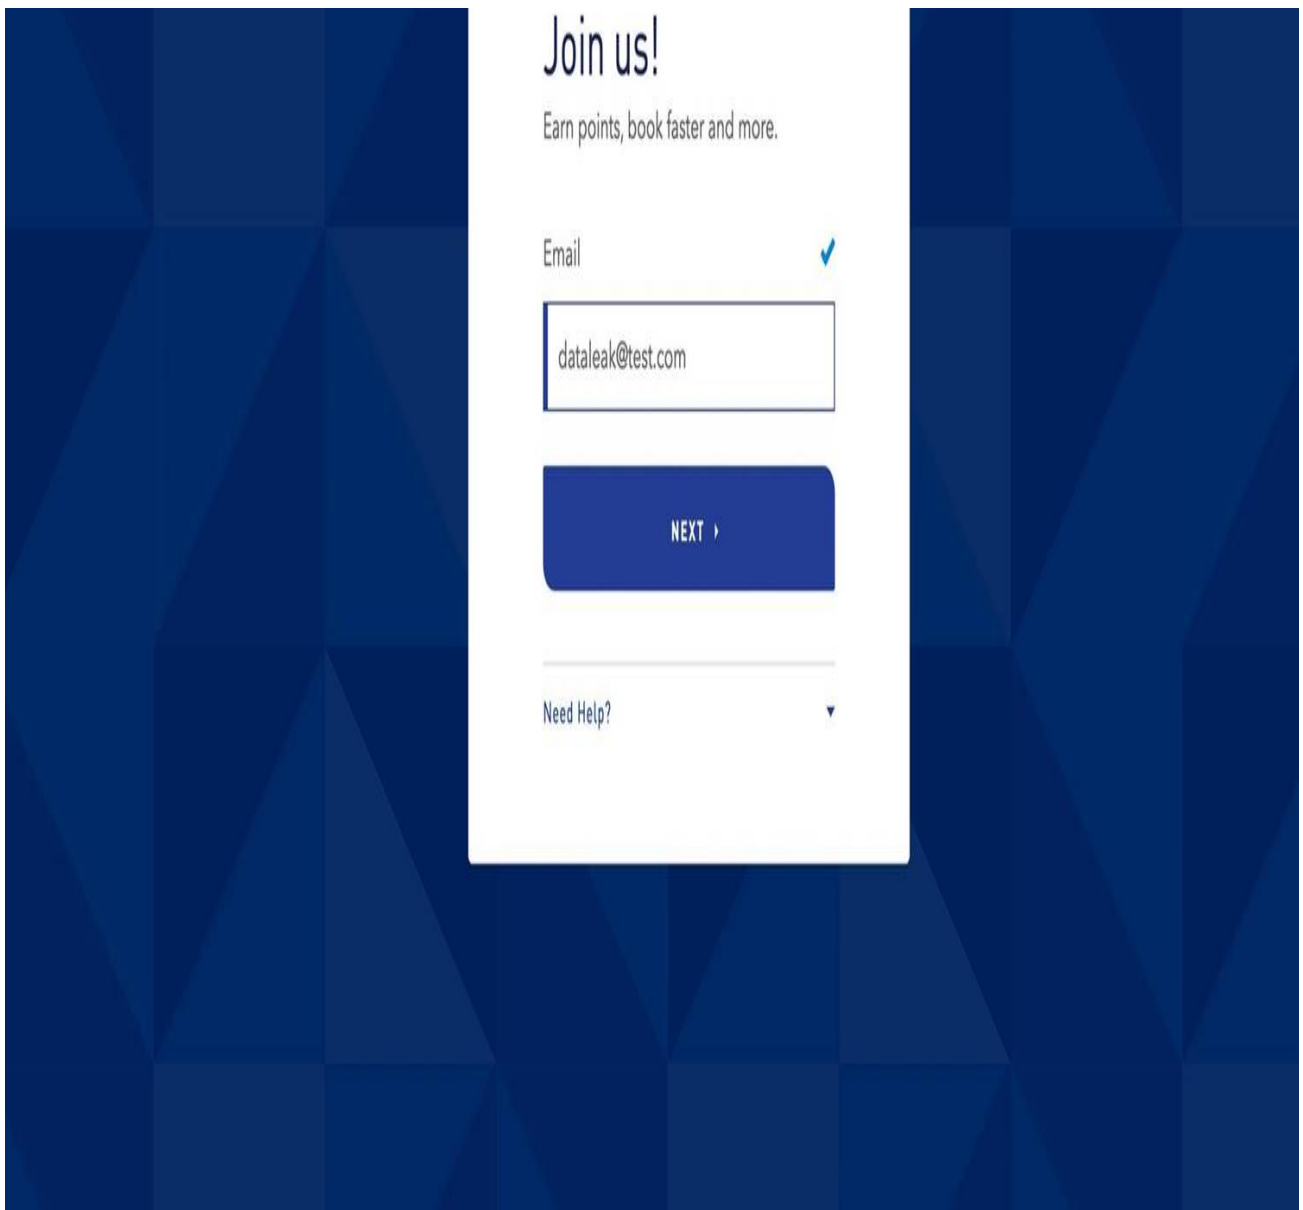 Join us!
Earn points, book faster and more.
Email
dataleak@test.com
NEXT
Need Help?